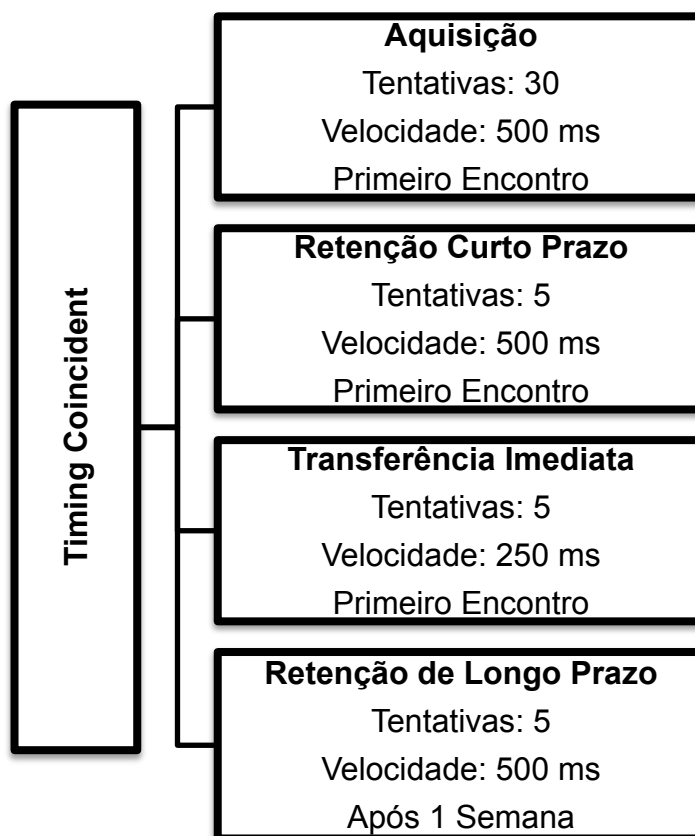 Timing Coincident
Aquisição
Tentativas: 30
Velocidade: 500 ms
Primeiro Encontro
Retenção Curto Prazo
Tentativas: 5
Velocidade: 500 ms
Primeiro Encontro
Transferência Imediata
Tentativas: 5
Velocidade: 250 ms
Primeiro Encontro
Retenção de Longo Prazo
Tentativas: 5
Velocidade: 500 ms
Após 1 Semana